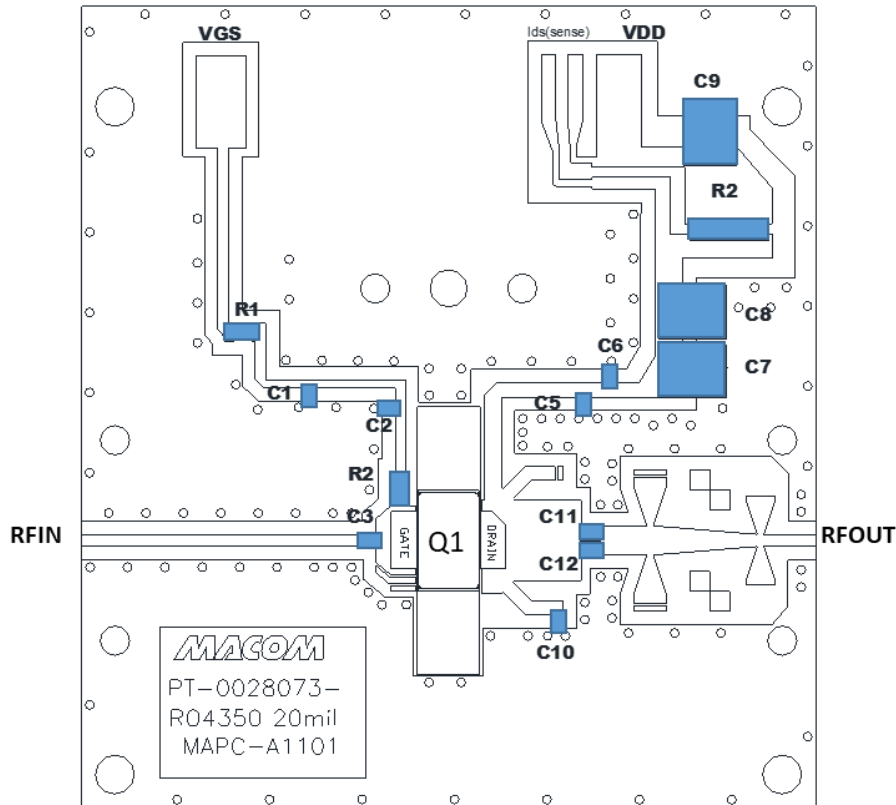 VGS
Ids(sense)
VDD
C9
R2
R1
C8
C6
C7
C1
C5
C2
R2
C3
C11
RFIN
GATE
Q1
DRAIN
RFOUT
C12
C10
MACOM
PT-0028073-
RO4350 20mil
MAPC-A1101